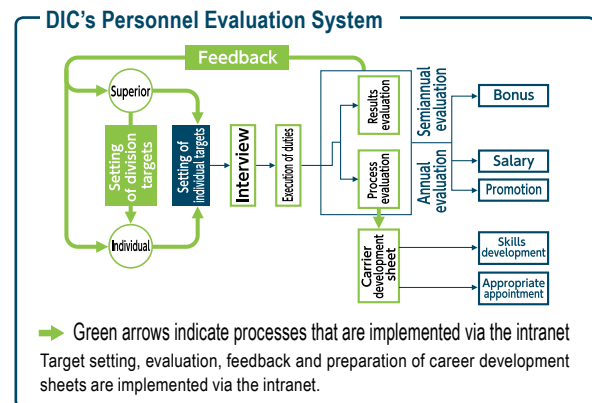 DIC's Personnel Evaluation System
Feedback
Superior
Setting
of division
targets
Individual
Setting of
individual targets
Interview
Execution of duties
Results
evaluation
Process
evaluation
Semiannual
evaluation
Annual
evaluation
Bonus
Salary
Promotion
Carrier
development
sheet
Skills
development
Appropriate
appointment
Green arrows indicate processes that are implemented via the intranet
Target setting, evaluation, feedback and preparation of career development
sheets are implemented via the intranet.